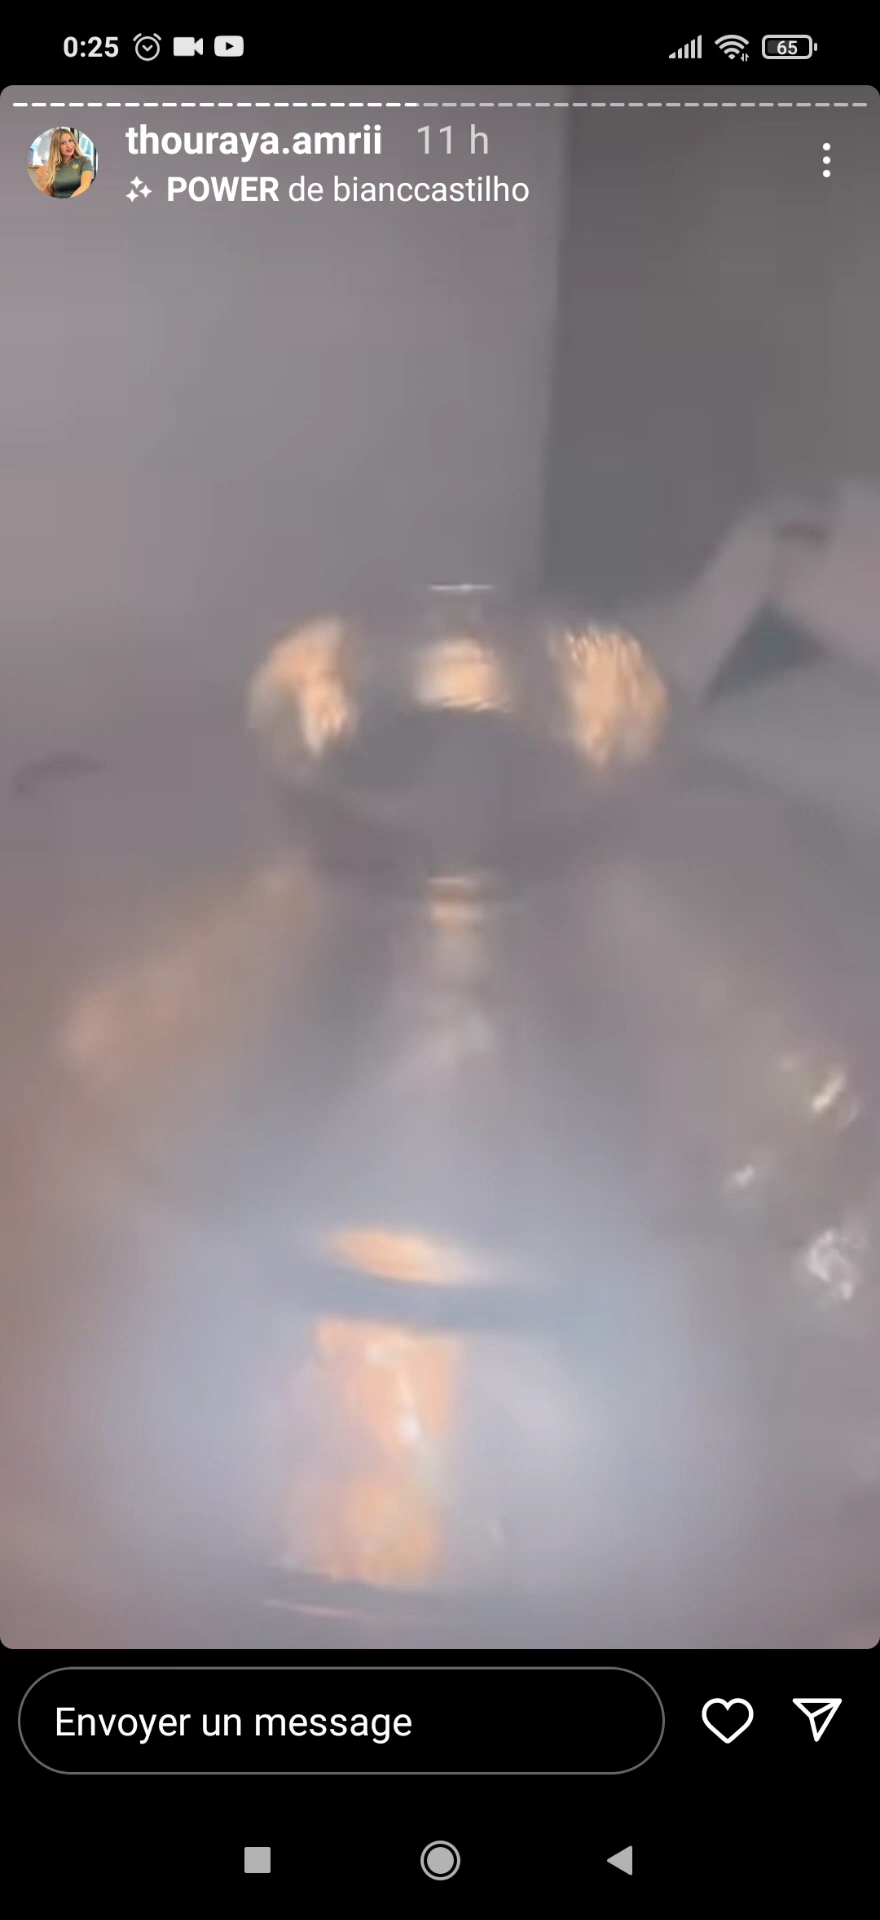 0:25
65
thouraya.amrii 11 h
POWER de bianccastilho
Envoyer un message